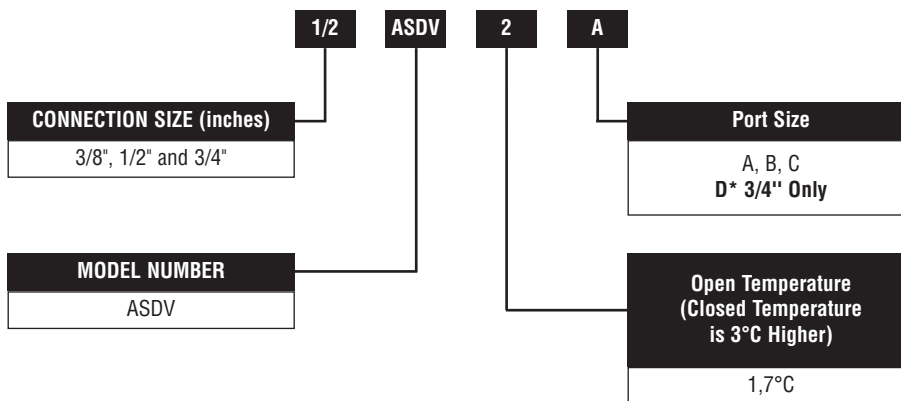 1/2 ASDV 2 A
CONNECTION SIZE (inches)
3/8", 1/2" and 3/4"
Port Size
A, B, C
D* 3/4'' Only
MODEL NUMBER
ASDV
Open Temperature
(Closed Temperature
is 3°C Higher)
1,7°C